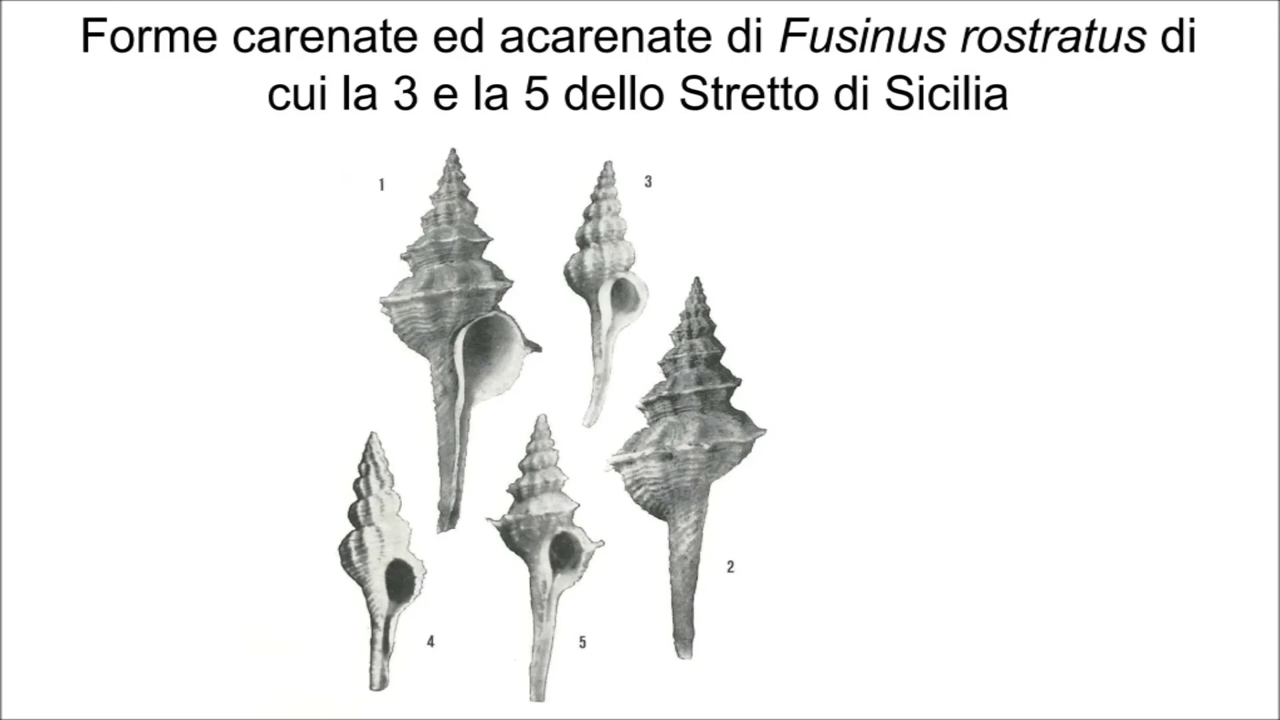 Forme carenate ed acarenate di Fusinus rostratus di
cui la 3 e la 5 dello Stretto di Sicilia
1
3
2
4
5